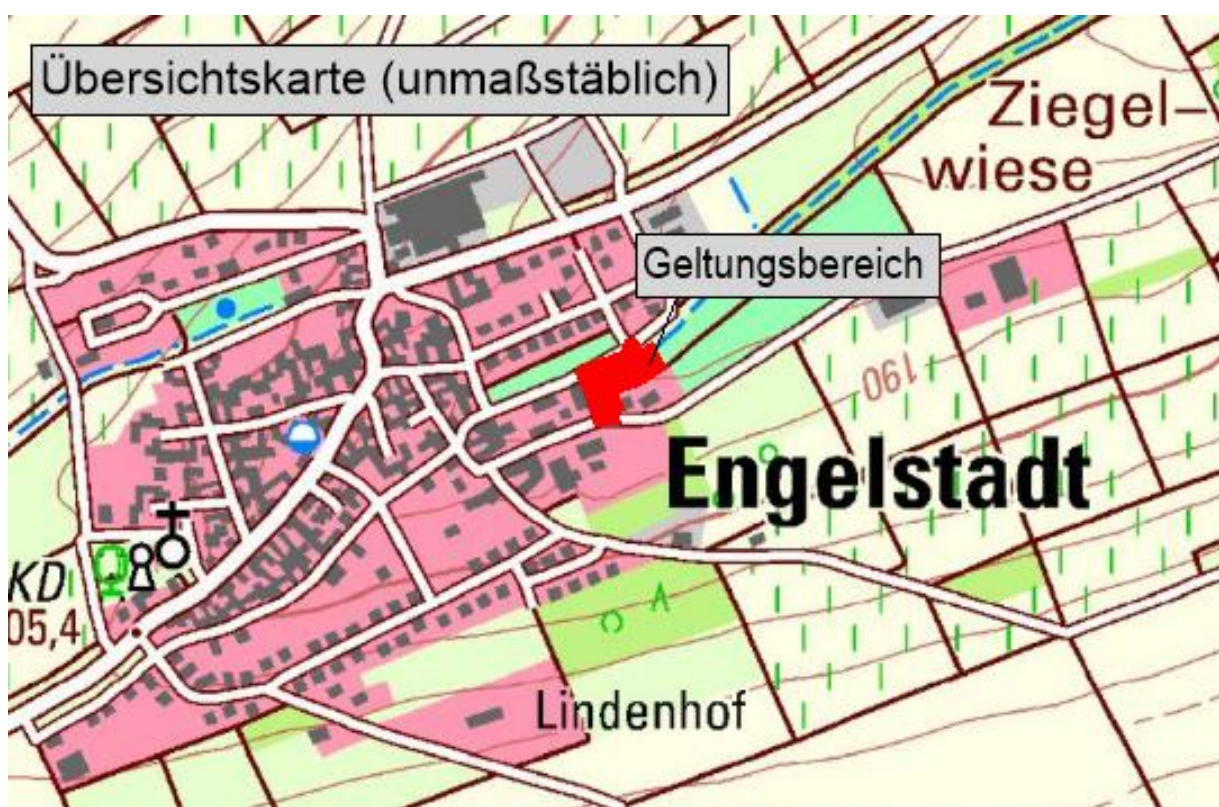 Übersichtskarte (unmaßstäblich)
Ziegel-
wiese
Geltungsbereich
190
Engelstadt
KD
05,4
Lindenhof